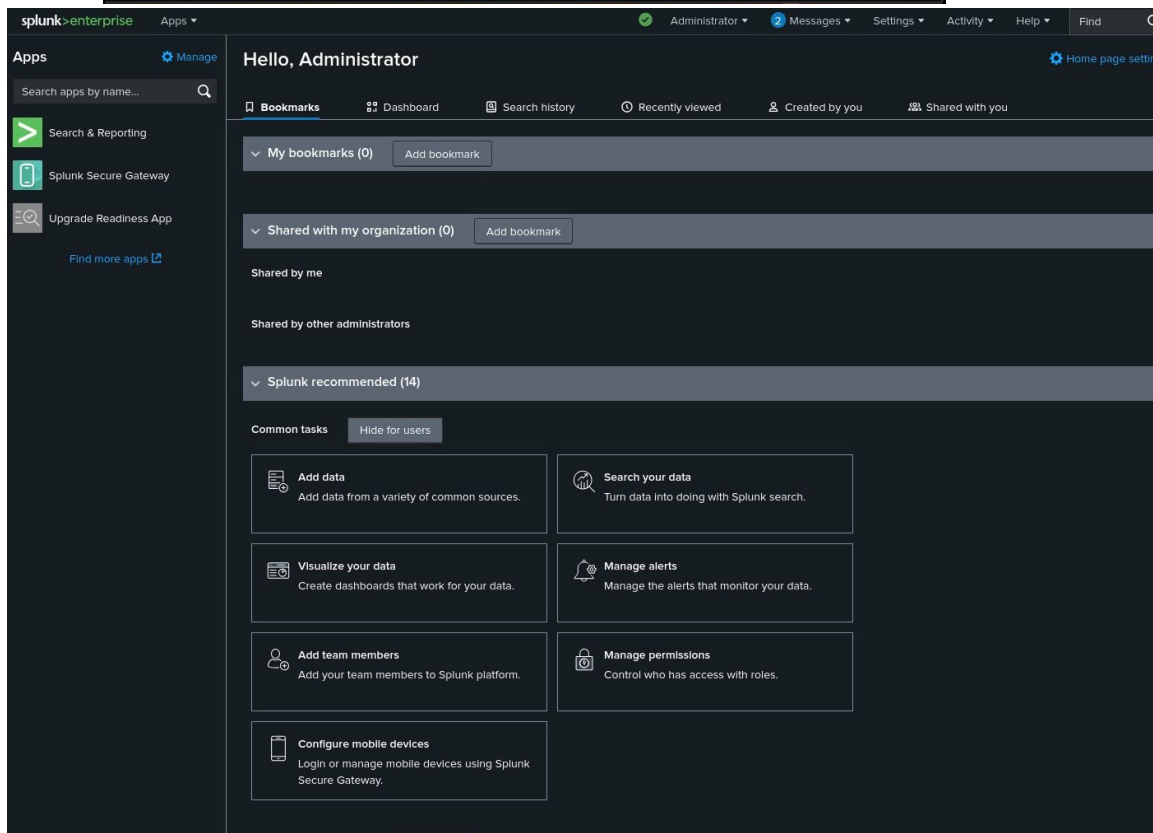 splunk>enterprise Apps Administrator 2 Messages Settings Activity Help Find
Apps Manage
Search apps by name...
Search & Reporting
Splunk Secure Gateway
Upgrade Readiness App
Find more apps
Hello, Administrator
Home page setti
Bookmarks Dashboard Search history Recently viewed Created by you Shared with you
My bookmarks (0) Add bookmark
Shared with my organization (0) Add bookmark
Shared by me
Shared by other administrators
Splunk recommended (14)
Common tasks Hide for users
Add data
Add data from a variety of common sources.
Search your data
Turn data into doing with Splunk search.
Visualize your data
Create dashboards that work for your data.
Manage alerts
Manage the alerts that monitor your data.
Add team members
Add your team members to Splunk platform.
Manage permissions
Control who has access with roles.
Configure mobile devices
Login or manage mobile devices using Splunk
Secure Gateway.